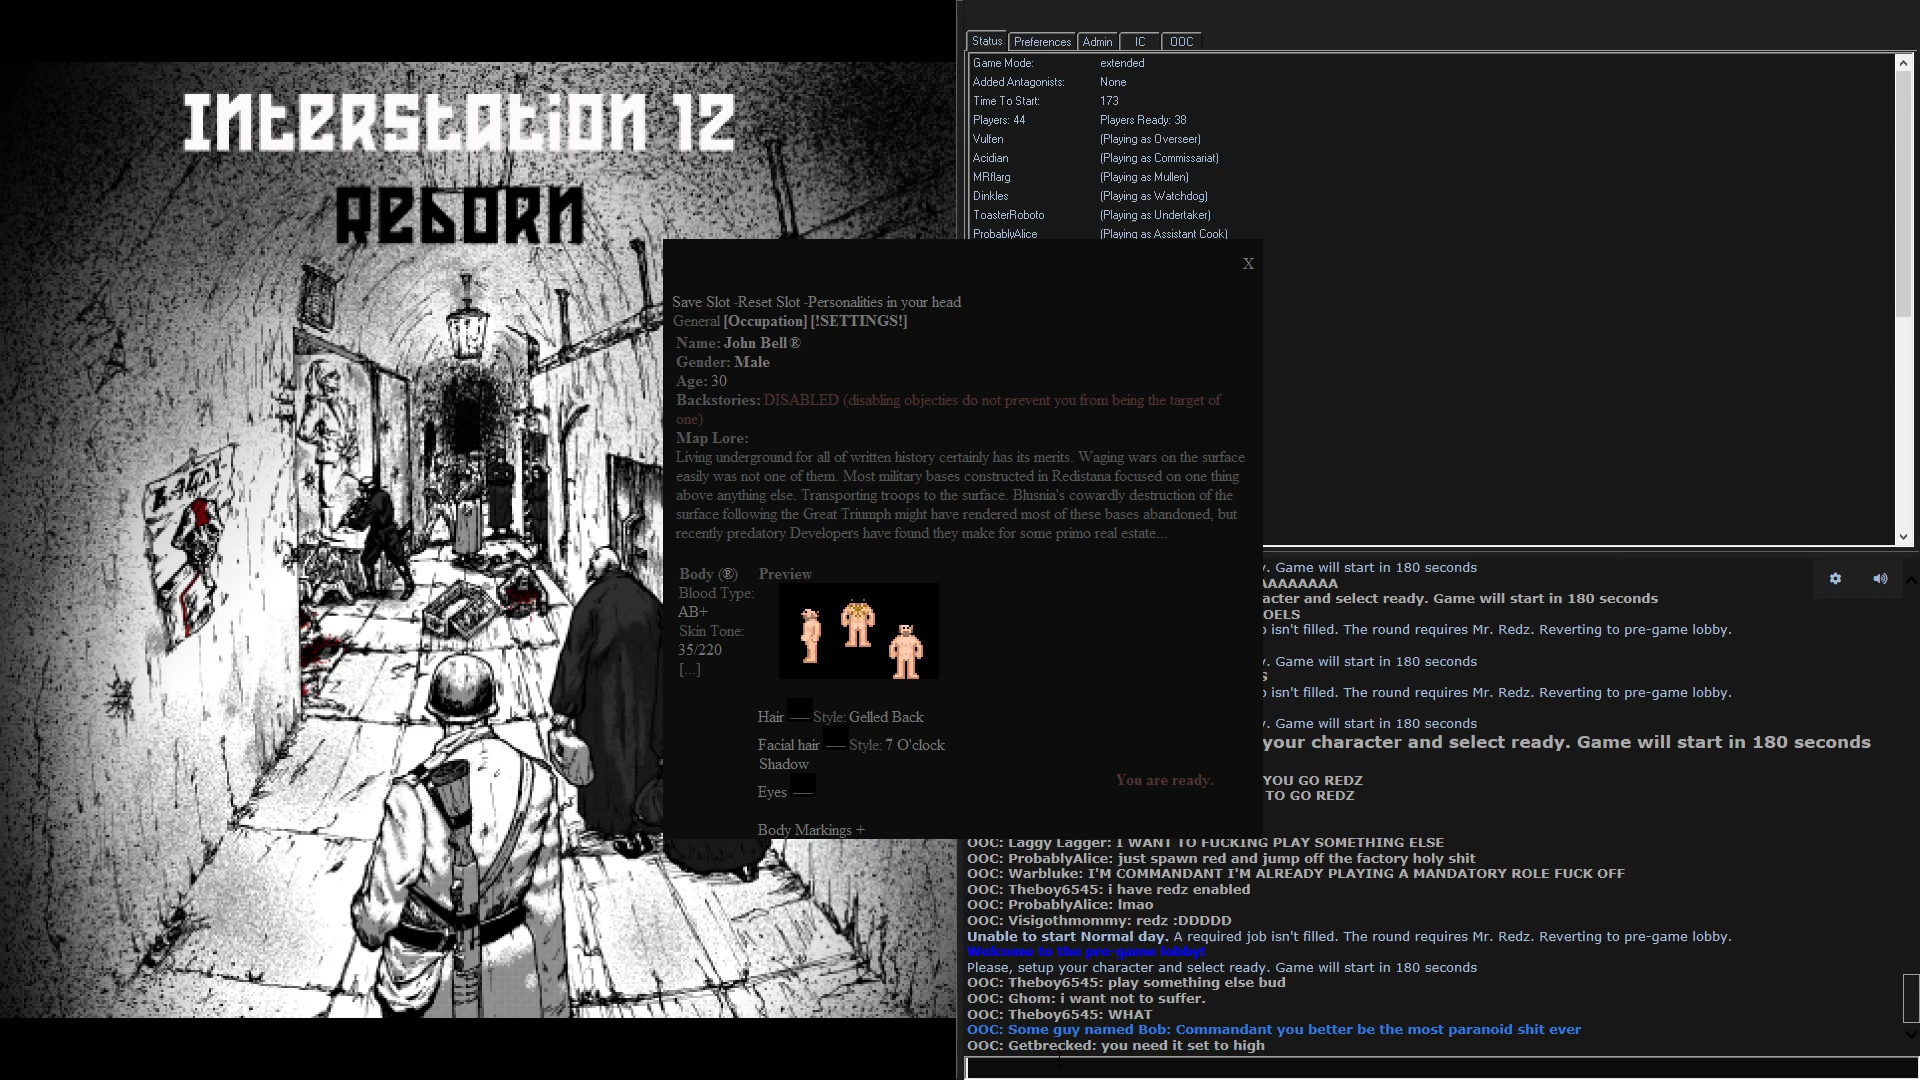 Interstation 12
Reborn
Status
Preferences
Admin
IC
OOC
Game Mode: extended
Added Antagonists: None
Time To Start: 173
Players: 44 Players Ready: 38
Vulfen (Playing as Overseer)
Acidian (Playing as Commissariat)
MRflarg (Playing as Mullen)
Dinkles (Playing as Watchdog)
ToasterRoboto (Playing as Undertaker)
ProbablyAlice (Playing as Assistant Cook)
X
Save Slot -Reset Slot -Personalities in your head
General [Occupation] [!SETTINGS!]
Name: John Bell®
Gender: Male
Age: 30
Backstories: DISABLED (disabling objecties do not prevent you from being the target of
one)
Map Lore:
Living underground for all of written history certainly has its merits. Waging wars on the surface
easily was not one of them. Most military bases constructed in Redistana focused on one thing
above anything else. Transporting troops to the surface. Blusnia's cowardly destruction of the
surface following the Great Triumph might have rendered most of these bases abandoned, but
recently predatory Developers have found they make for some primo real estate...
Body (®) Preview
Blood Type:
AB+
Skin Tone:
35/220
[...]
Hair Style: Gelled Back
Facial hair Style: 7 O'clock
Shadow
Eyes
You are ready.
Body Markings +
y. Game will start in 180 seconds
AAAAAAAA
acter and select ready. Game will start in 180 seconds
OELS
isn't filled. The round requires Mr. Redz. Reverting to pre-game lobby.
y. Game will start in 180 seconds
S
isn't filled. The round requires Mr. Redz. Reverting to pre-game lobby.
y. Game will start in 180 seconds
your character and select ready. Game will start in 180 seconds
YOU GO REDZ
TO GO REDZ
OOC: Laggy Lagger: I WANT TO FUCKING PLAY SOMETHING ELSE
OOC: ProbablyAlice: just spawn red and jump off the factory holy shit
OOC: Warbluke: I'M COMMANDANT I'M ALREADY PLAYING A MANDATORY ROLE FUCK OFF
OOC: Theboy6545: i have redz enabled
OOC: ProbablyAlice: lmao
OOC: Visigothmommy: redz :DDDDD
Unable to start Normal day. A required job isn't filled. The round requires Mr. Redz. Reverting to pre-game lobby.
Welcome to the pre-game lobby!
Please, setup your character and select ready. Game will start in 180 seconds
OOC: Theboy6545: play something else bud
OOC: Ghom: i want not to suffer.
OOC: Theboy6545: WHAT
OOC: Some guy named Bob: Commandant you better be the most paranoid shit ever
OOC: Getbrecked: you need it set to high